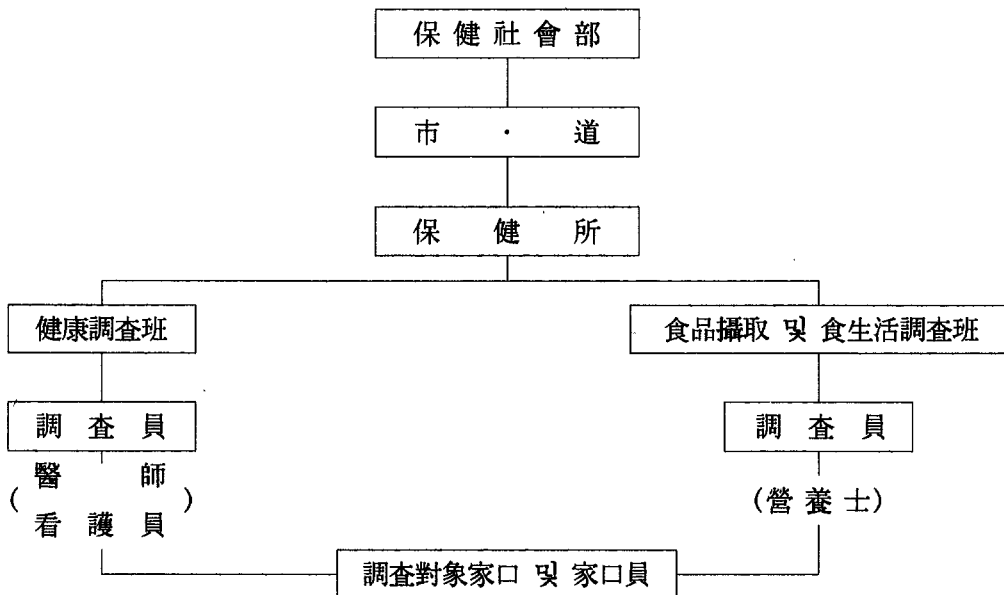 保健社會部
市 · 道
保健所
健康調査班
食品攝取 및 食生活調査班
調査員
調査員
(醫師
看護員)
(營養士)
調査對象家口 및 家口員